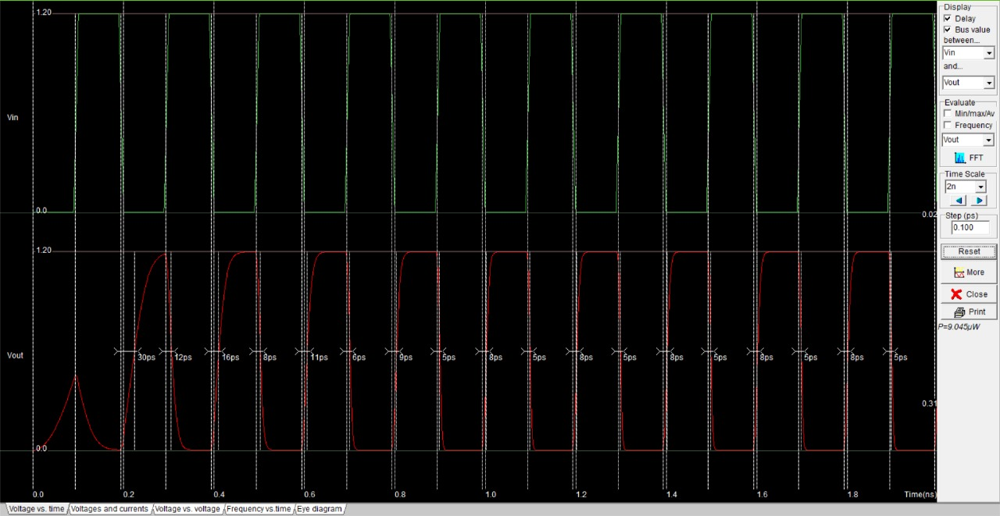 1.20
Vin
0.0
0.02
1.20
Vout
30ps 12ps 16ps 8ps 11ps 6ps 9ps 5ps 8ps 5ps 8ps 5ps 8ps 5ps 8ps 5ps 8ps 5ps
0.31
0.0
0.0 0.2 0.4 0.6 0.8 1.0 1.2 1.4 1.6 1.8 Time(ns)
Voltage vs. time Voltages and currents Voltage vs. voltage Frequency vs.time Eye diagram
Display
Delay
Bus value
between...
Vin
and...
Vout
Evaluate
Min/max/Av
Frequency
Vout
FFT
Time Scale
2n
Step (ps)
0.100
Reset
More
Close
Print
P=9.045µW